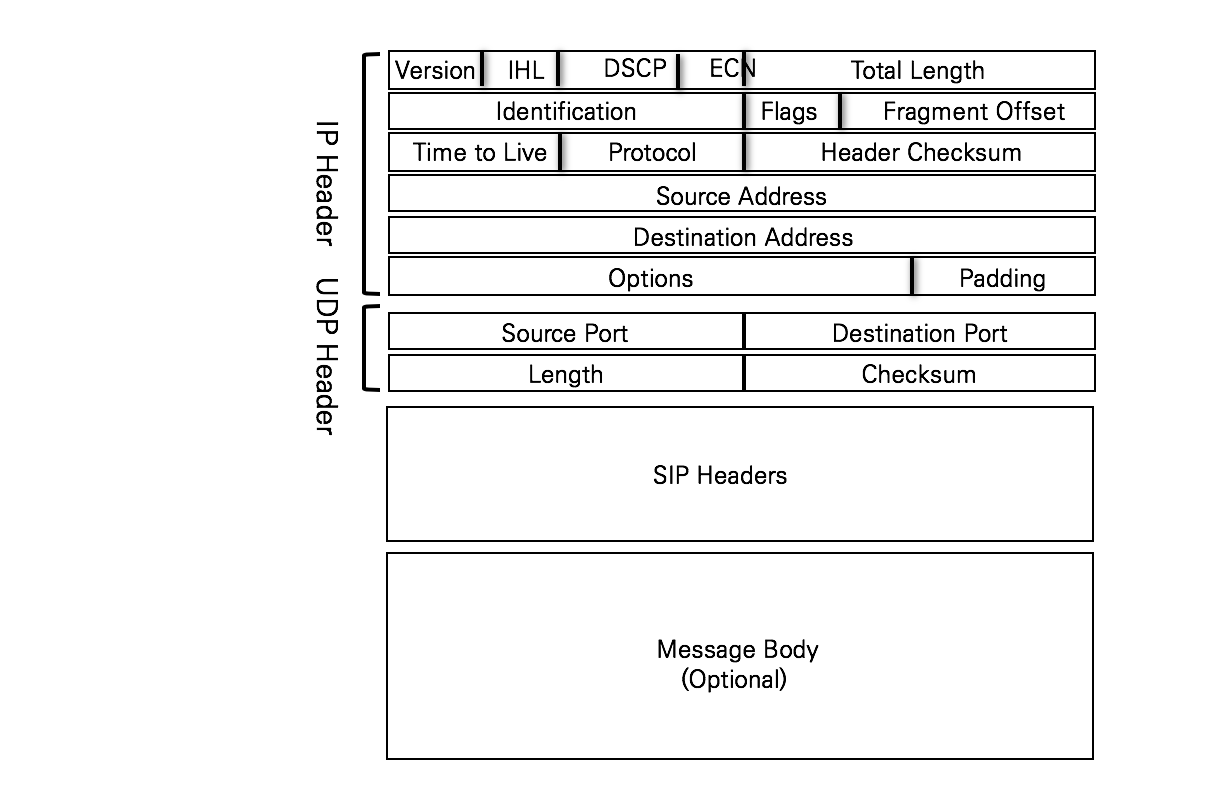 IP Header
Version IHL DSCP ECN Total Length
Identification Flags Fragment Offset
Time to Live Protocol Header Checksum
Source Address
Destination Address
Options Padding
UDP Header
Source Port Destination Port
Length Checksum
SIP Headers
Message Body
(Optional)